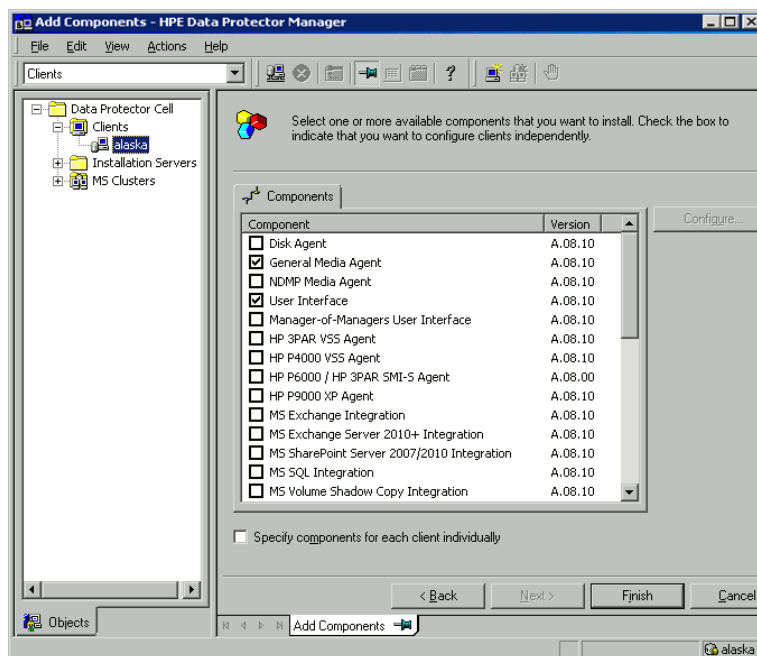 Add Components - HPE Data Protector Manager
File Edit View Actions Help
Clients
Data Protector Cell
Clients
alaska
Installation Servers
MS Clusters
Select one or more available components that you want to install. Check the box to
indicate that you want to configure clients independently.
Components
Configure...
Component Version
Disk Agent A.08.10
General Media Agent A.08.10
NDMP Media Agent A.08.10
User Interface A.08.10
Manager-of-Managers User Interface A.08.10
HP 3PAR VSS Agent A.08.10
HP P4000 VSS Agent A.08.10
HP P6000 / HP 3PAR SMI-S Agent A.08.00
HP P9000 XP Agent A.08.10
MS Exchange Integration A.08.10
MS Exchange Server 2010+ Integration A.08.10
MS SharePoint Server 2007/2010 Integration A.08.10
MS SQL Integration A.08.10
MS Volume Shadow Copy Integration A.08.10
Specify components for each client individually
< Back Next > Finish Cancel
Objects
Add Components
alaska